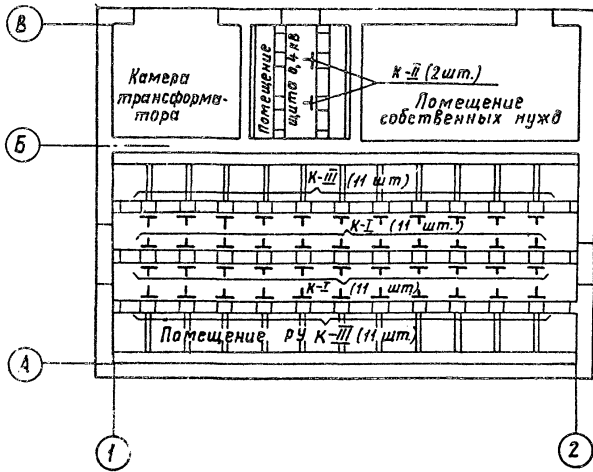 В
Камера
трансформа-
тора
Помещение
щита 0,4 кВ
К-II (2шт.)
Помещение
собственных нужд
Б
К-III (11 шт)
К-I (11 шт.)
К-I (11 шт)
Помещение РУ К-III (11 шт)
А
1
2